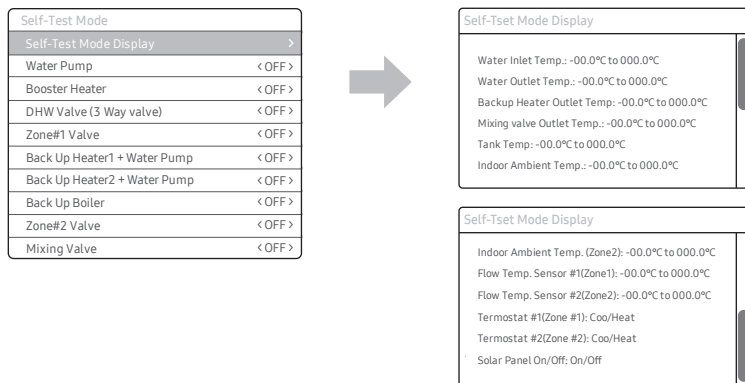 Self-Test Mode
Self-Test Mode Display >
Water Pump < OFF >
Booster Heater < OFF >
DHW Valve (3 Way valve) < OFF >
Zone#1 Valve < OFF >
Back Up Heater1 + Water Pump < OFF >
Back Up Heater2 + Water Pump < OFF >
Back Up Boiler < OFF >
Zone#2 Valve < OFF >
Mixing Valve < OFF >
Self-Tset Mode Display
Water Inlet Temp.: -00.0°C to 000.0°C
Water Outlet Temp.: -00.0°C to 000.0°C
Backup Heater Outlet Temp: -00.0°C to 000.0°C
Mixing valve Outlet Temp.: -00.0°C to 000.0°C
Tank Temp: -00.0°C to 000.0°C
Indoor Ambient Temp.: -00.0°C to 000.0°C
Self-Tset Mode Display
Indoor Ambient Temp. (Zone2): -00.0°C to 000.0°C
Flow Temp. Sensor #1(Zone1): -00.0°C to 000.0°C
Flow Temp. Sensor #2(Zone2): -00.0°C to 000.0°C
Termostat #1(Zone #1): Coo/Heat
Termostat #2(Zone #2): Coo/Heat
Solar Panel On/Off: On/Off